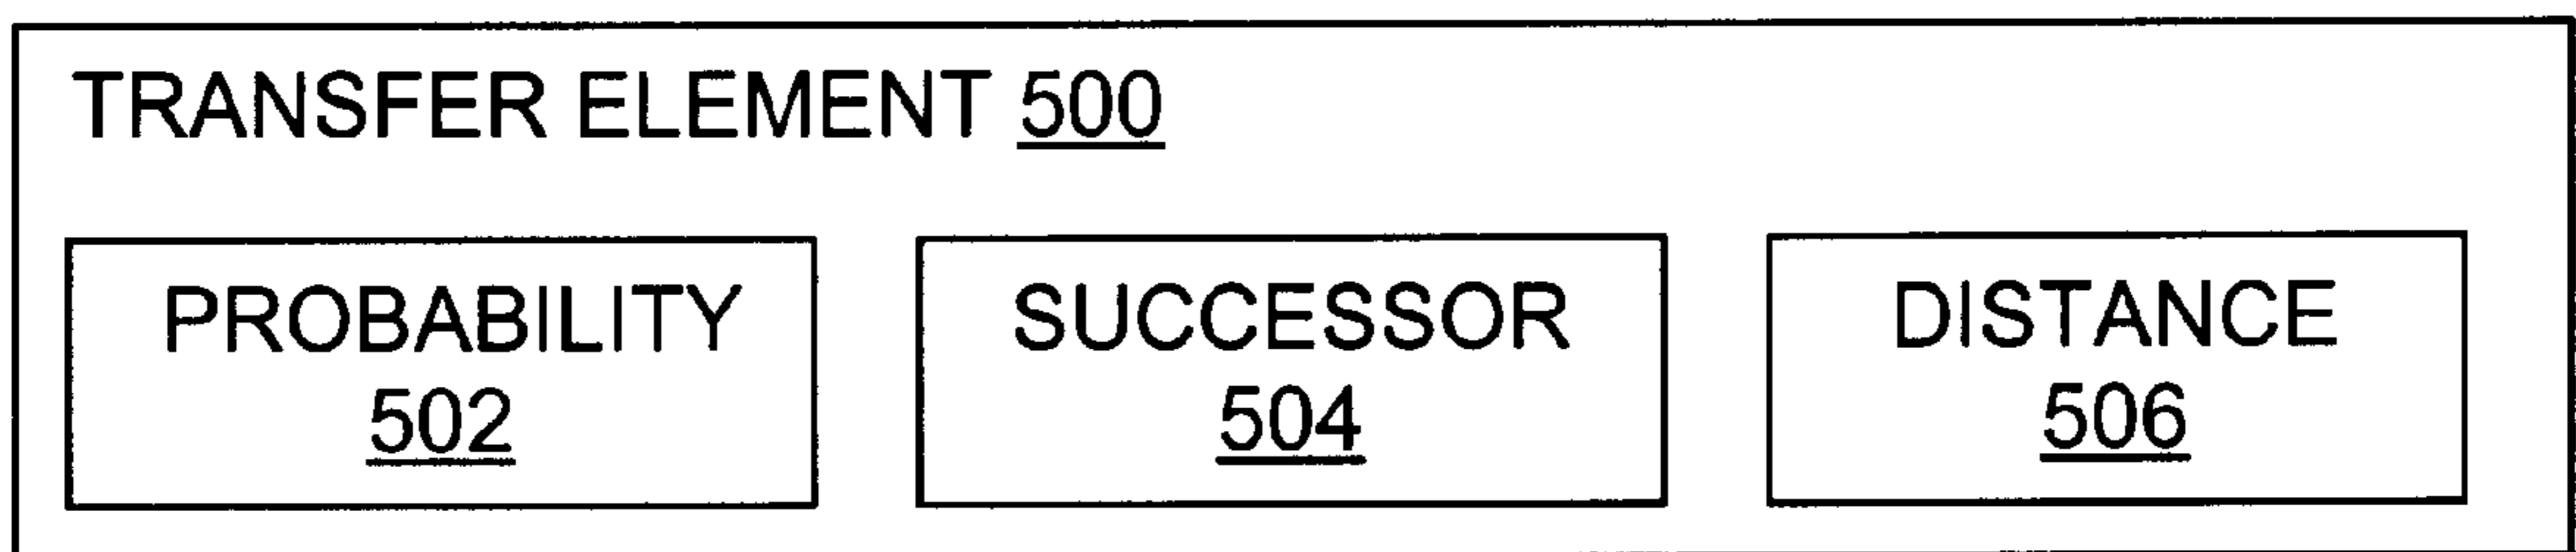 TRANSFER ELEMENT 500
PROBABILITY
502
SUCCESSOR
504
DISTANCE
506